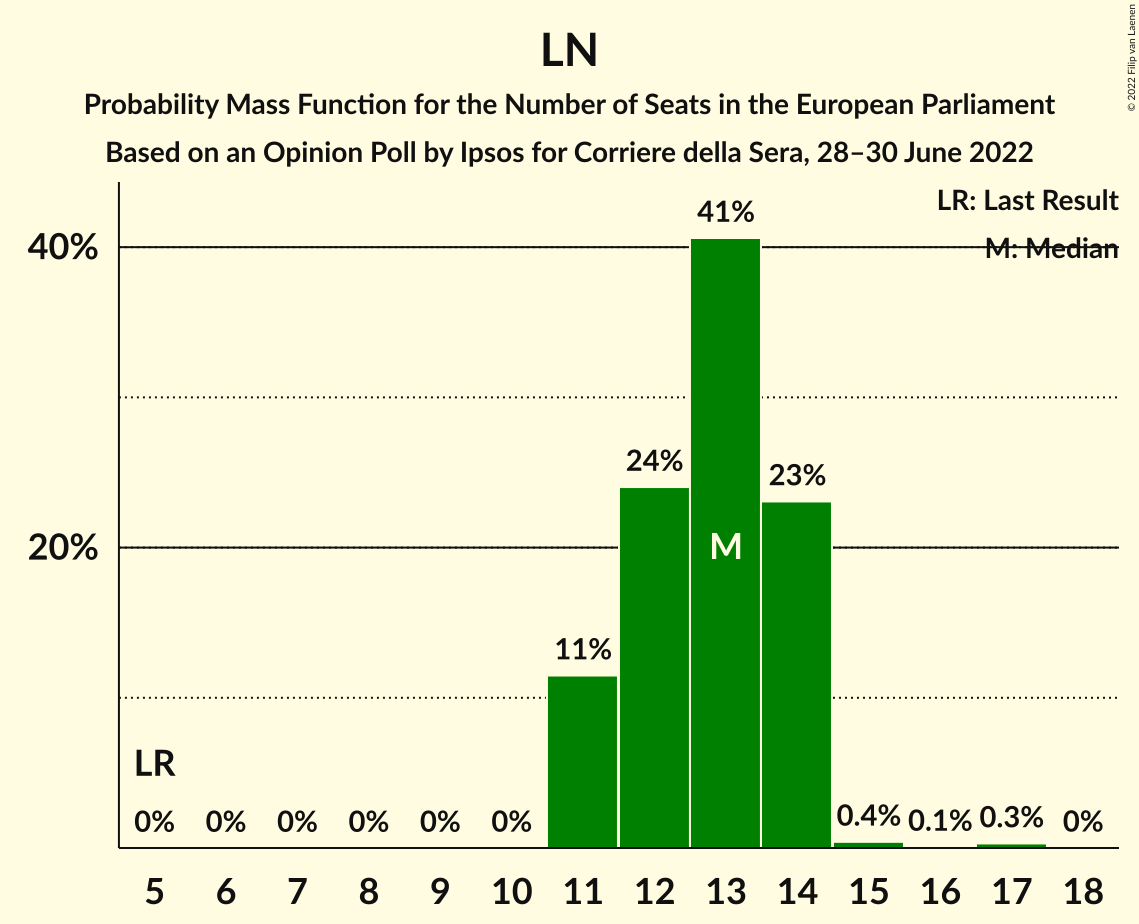 LN
Probability Mass Function for the Number of Seats in the European Parliament
Based on an Opinion Poll by Ipsos for Corriere della Sera, 28–30 June 2022
© 2022 Filip van Laenen
LR: Last Result
M: Median
41%
40%
24%
23%
20%
M
11%
LR
0% 0% 0% 0% 0% 0% 0.4% 0.1% 0.3% 0%
5 6 7 8 9 10 11 12 13 14 15 16 17 18